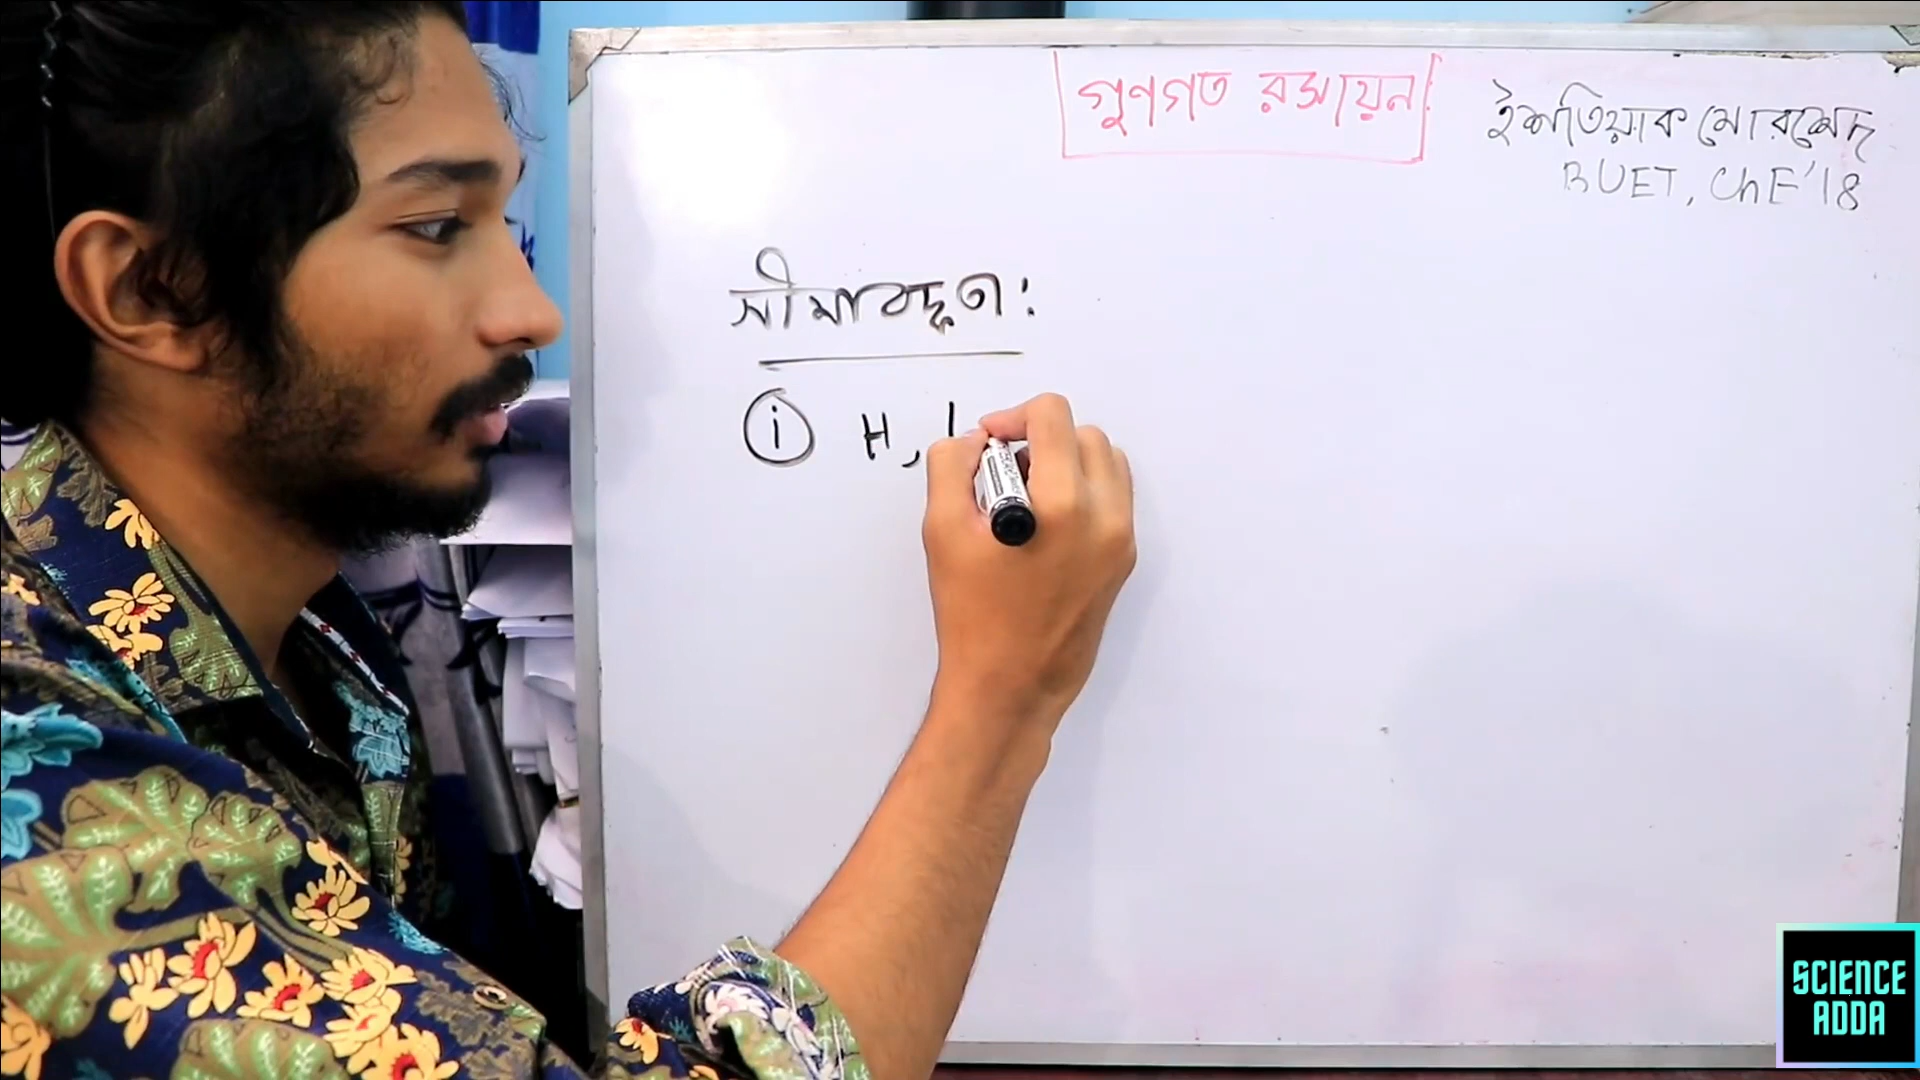 গুণগত রসায়ন
ইশতিয়াক মোরশেদ
BUET, ChE'18
সীমাবদ্ধতা:
i H,
SCIENCE
ADDA